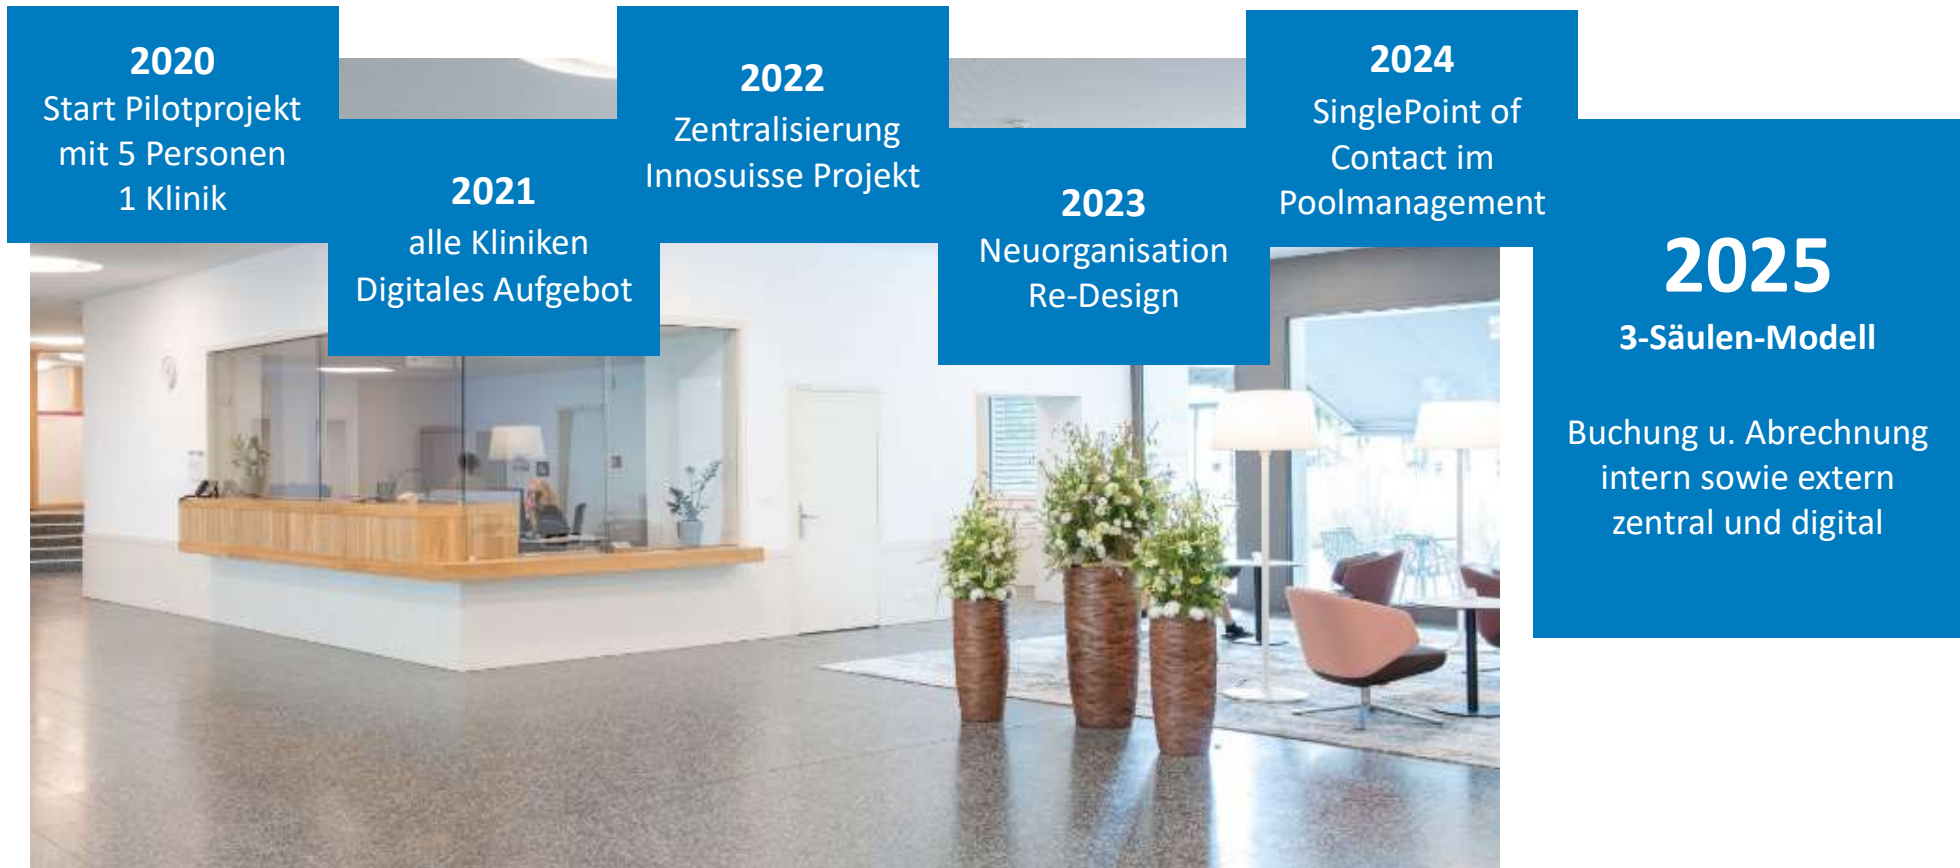 2020
Start Pilotprojekt
mit 5 Personen
1 Klinik
2021
alle Kliniken
Digitales Aufgebot
2022
Zentralisierung
Innosuisse Projekt
2023
Neuorganisation
Re-Design
2024
SinglePoint of
Contact im
Poolmanagement
2025
3-Säulen-Modell
Buchung u. Abrechnung
intern sowie extern
zentral und digital